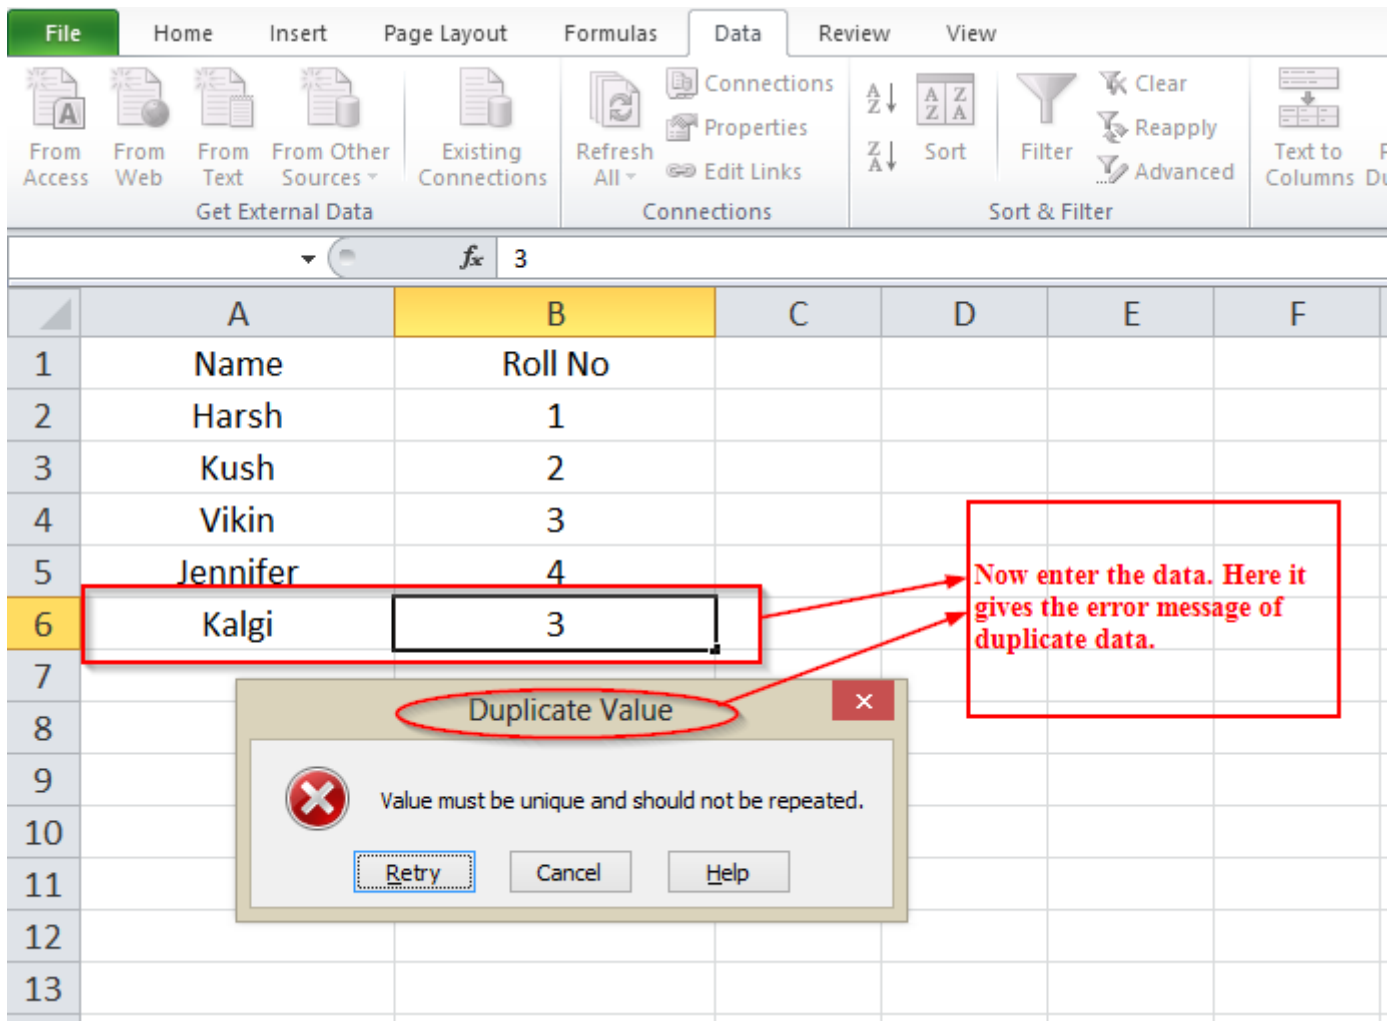 File Home Insert Page Layout Formulas Data Review View
Connections Clear
Properties Reapply
Edit Links Advanced
From Access From Web From Text From Other Sources Existing Connections Refresh All Sort Filter Text to Columns
Get External Data Connections Sort & Filter
fx 3
A B C D E F
1 Name Roll No
2 Harsh 1
3 Kush 2
4 Vikin 3
5 Jennifer 4
6 Kalgi 3
7
8
9
10
11
12
13
Now enter the data. Here it
gives the error message of
duplicate data.
Duplicate Value
Value must be unique and should not be repeated.
Retry Cancel Help